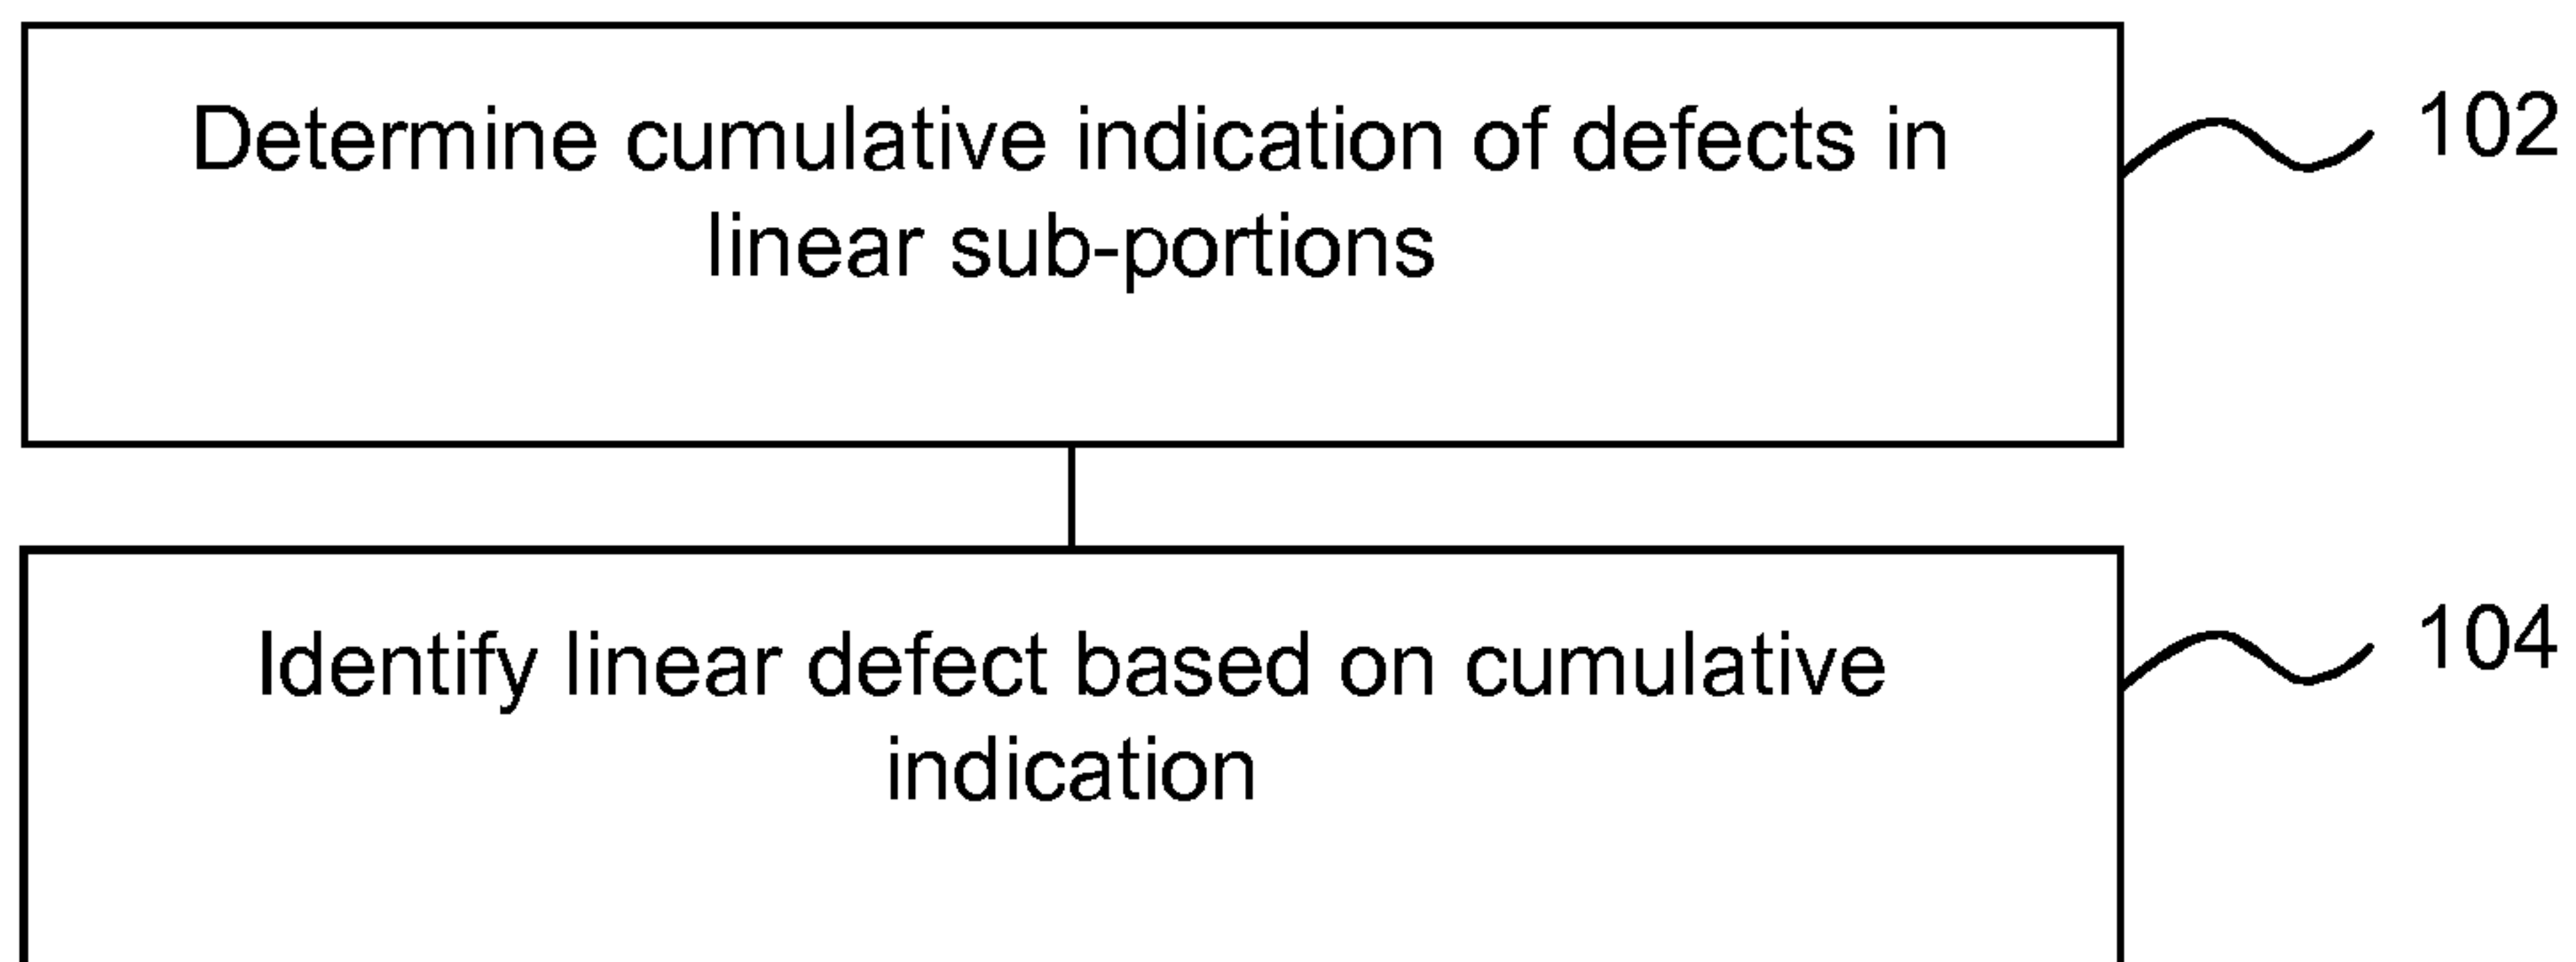 Determine cumulative indication of defects in
linear sub-portions
102
Identify linear defect based on cumulative
indication
104